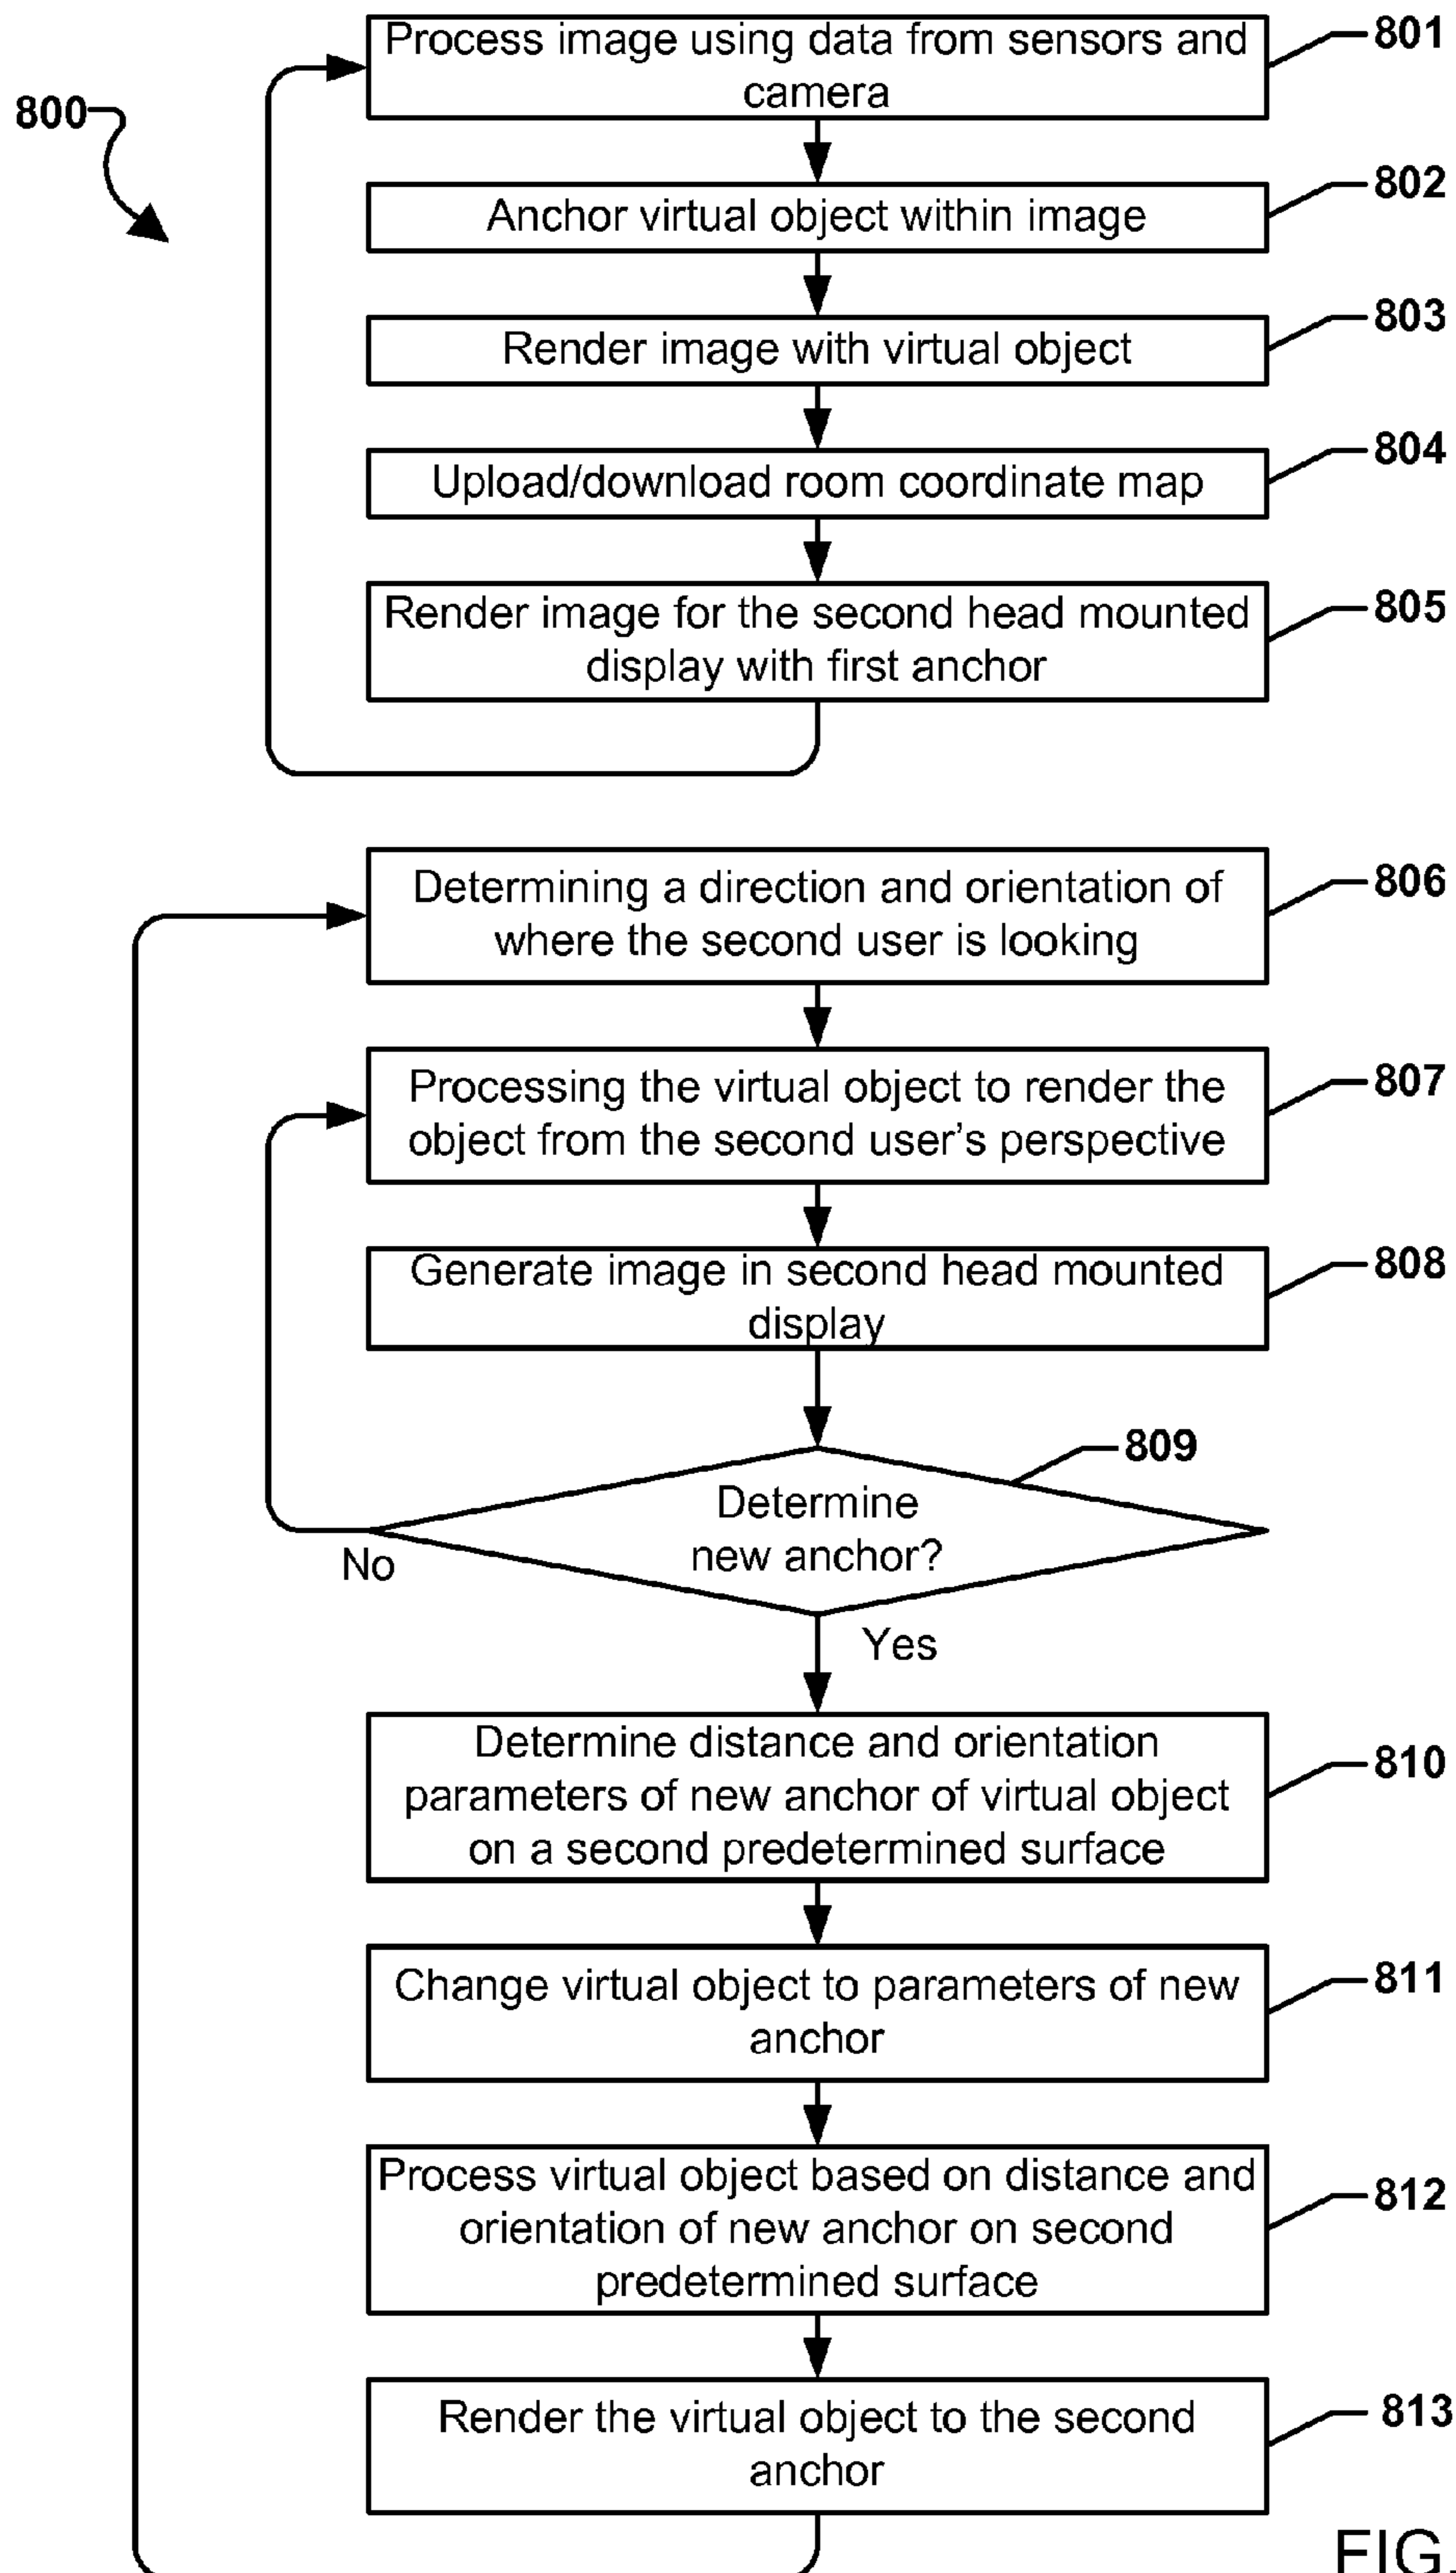 800
Process image using data from sensors and
camera
801
Anchor virtual object within image
802
Render image with virtual object
803
Upload/download room coordinate map
804
Render image for the second head mounted
display with first anchor
805
Determining a direction and orientation of
where the second user is looking
806
Processing the virtual object to render the
object from the second user’s perspective
807
Generate image in second head mounted
display
808
Determine
new anchor?
809
No
Yes
Determine distance and orientation
parameters of new anchor of virtual object
on a second predetermined surface
810
Change virtual object to parameters of new
anchor
811
Process virtual object based on distance and
orientation of new anchor on second
predetermined surface
812
Render the virtual object to the second
anchor
813
FIG.